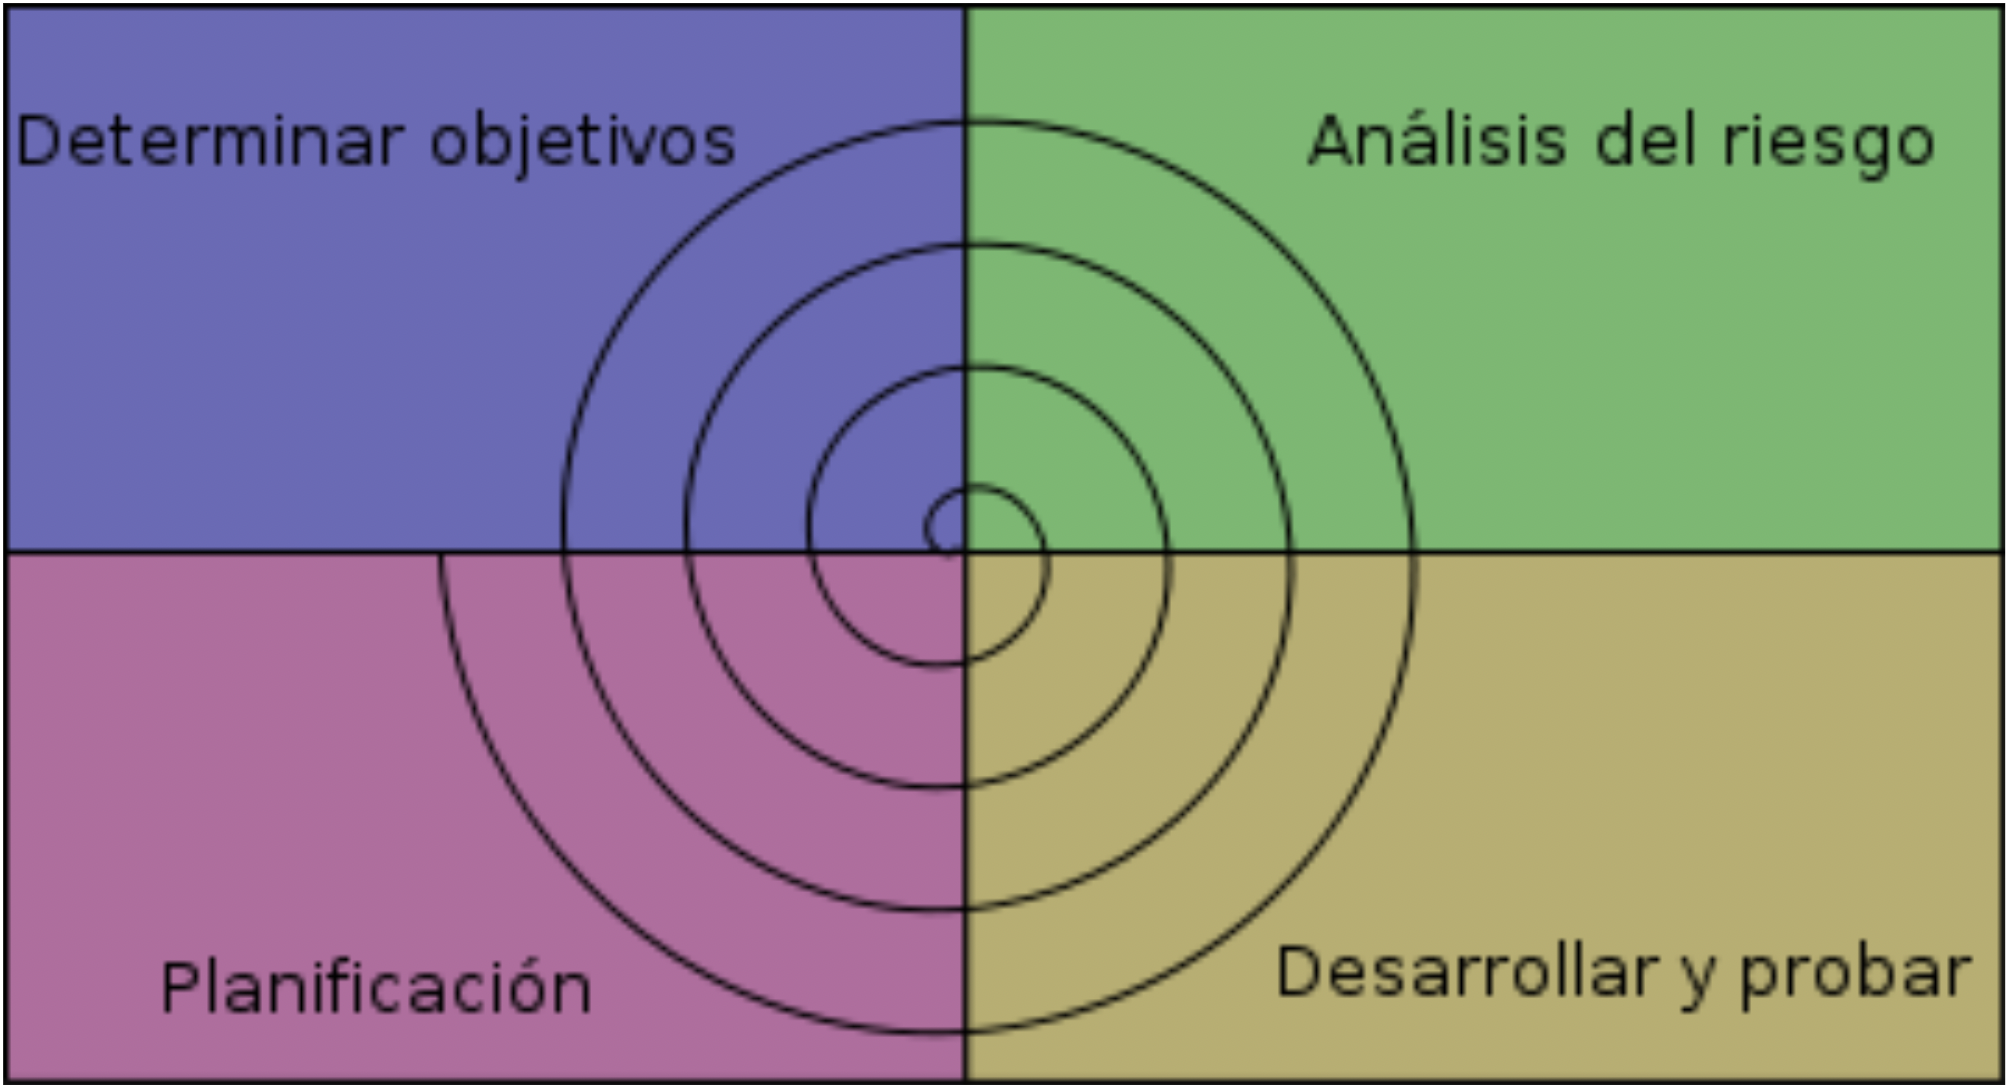 Determinar objetivos
Análisis del riesgo
Planificación
Desarrollar y probar